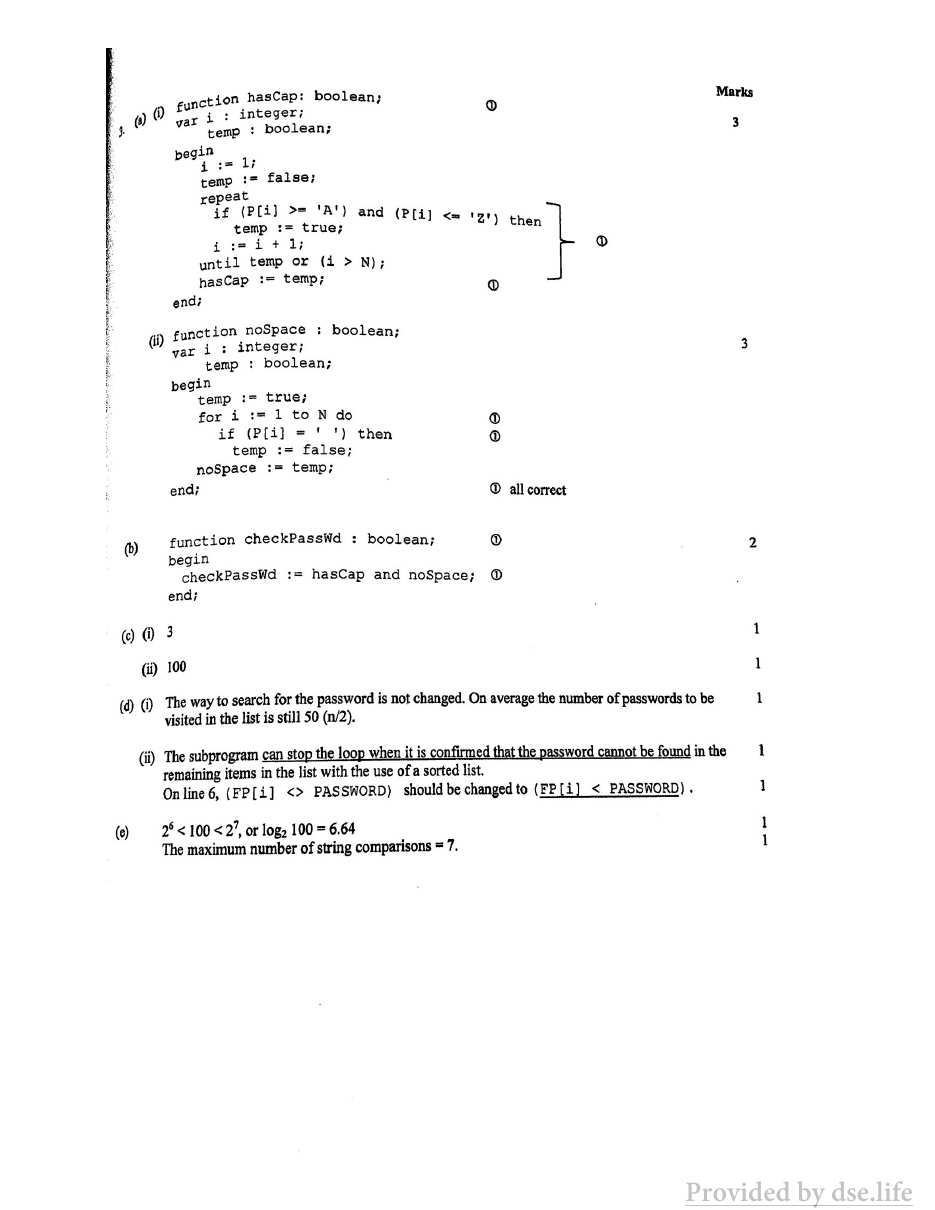 Marks
3. (a) (i) function hasCap: boolean; ①
var i : integer; 3
temp : boolean;
begin
i := 1;
temp := false;
repeat
if (P[i] >= 'A') and (P[i] <= 'Z') then
temp := true;
i := i + 1; ①
until temp or (i > N);
hasCap := temp; ①
end;
(ii) function noSpace : boolean;
var i : integer; 3
temp : boolean;
begin
temp := true;
for i := 1 to N do ①
if (P[i] = ' ') then ①
temp := false;
noSpace := temp;
end; ① all correct
(b) function checkPassWd : boolean; ① 2
begin
checkPassWd := hasCap and noSpace; ①
end;
(c) (i) 3 1
(ii) 100 1
(d) (i) The way to search for the password is not changed. On average the number of passwords to be 1
visited in the list is still 50 (n/2).
(ii) The subprogram can stop the loop when it is confirmed that the password cannot be found in the 1
remaining items in the list with the use of a sorted list.
On line 6, (FP[i] <> PASSWORD) should be changed to (FP[i] < PASSWORD). 1
(e) 2⁶ < 100 < 2⁷, or log₂ 100 = 6.64 1
The maximum number of string comparisons = 7. 1
Provided by dse.life